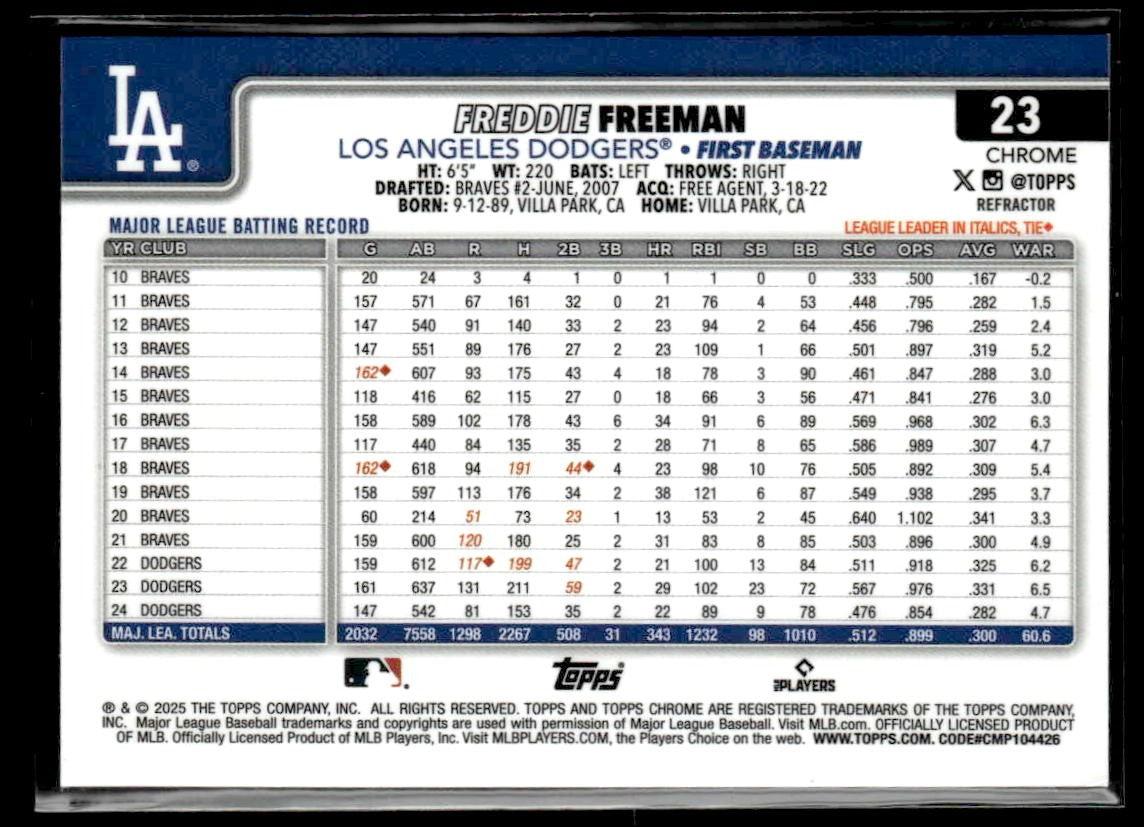 LA®
FREDDIE FREEMAN
23
LOS ANGELES DODGERS® • FIRST BASEMAN
CHROME
HT: 6'5" WT: 220 BATS: LEFT THROWS: RIGHT
X @TOPPS
DRAFTED: BRAVES #2-JUNE, 2007 ACQ: FREE AGENT, 3-18-22
REFRACTOR
BORN: 9-12-89, VILLA PARK, CA HOME: VILLA PARK, CA
MAJOR LEAGUE BATTING RECORD LEAGUE LEADER IN ITALICS, TIE♦
YR CLUB G AB R H 2B 3B HR RBI SB BB SLG OPS AVG WAR
10 BRAVES 20 24 3 4 1 0 1 1 0 0 .333 .500 .167 -0.2
11 BRAVES 157 571 67 161 32 0 21 76 4 53 .448 .795 .282 1.5
12 BRAVES 147 540 91 140 33 2 23 94 2 64 .456 .796 .259 2.4
13 BRAVES 147 551 89 176 27 2 23 109 1 66 .501 .897 .319 5.2
14 BRAVES 162♦ 607 93 175 43 4 18 78 3 90 .461 .847 .288 3.0
15 BRAVES 118 416 62 115 27 0 18 66 3 56 .471 .841 .276 3.0
16 BRAVES 158 589 102 178 43 6 34 91 6 89 .569 .968 .302 6.3
17 BRAVES 117 440 84 135 35 2 28 71 8 65 .586 .989 .307 4.7
18 BRAVES 162♦ 618 94 191 44♦ 4 23 98 10 76 .505 .892 .309 5.4
19 BRAVES 158 597 113 176 34 2 38 121 6 87 .549 .938 .295 3.7
20 BRAVES 60 214 51 73 23 1 13 53 2 45 .640 1.102 .341 3.3
21 BRAVES 159 600 120 180 25 2 31 83 8 85 .503 .896 .300 4.9
22 DODGERS 159 612 117♦ 199 47 2 21 100 13 84 .511 .918 .325 6.2
23 DODGERS 161 637 131 211 59 2 29 102 23 72 .567 .976 .331 6.5
24 DODGERS 147 542 81 153 35 2 22 89 9 78 .476 .854 .282 4.7
MAJ. LEA. TOTALS 2032 7558 1298 2267 508 31 343 1232 98 1010 .512 .899 .300 60.6
topps® MLB PLAYERS
® & © 2025 THE TOPPS COMPANY, INC. ALL RIGHTS RESERVED. TOPPS AND TOPPS CHROME ARE REGISTERED TRADEMARKS OF THE TOPPS COMPANY,
INC. Major League Baseball trademarks and copyrights are used with permission of Major League Baseball. Visit MLB.com. OFFICIALLY LICENSED PRODUCT
OF MLB. Officially Licensed Product of MLB Players, Inc. Visit MLBPLAYERS.COM, the Players Choice on the web. WWW.TOPPS.COM. CODE#CMP104426